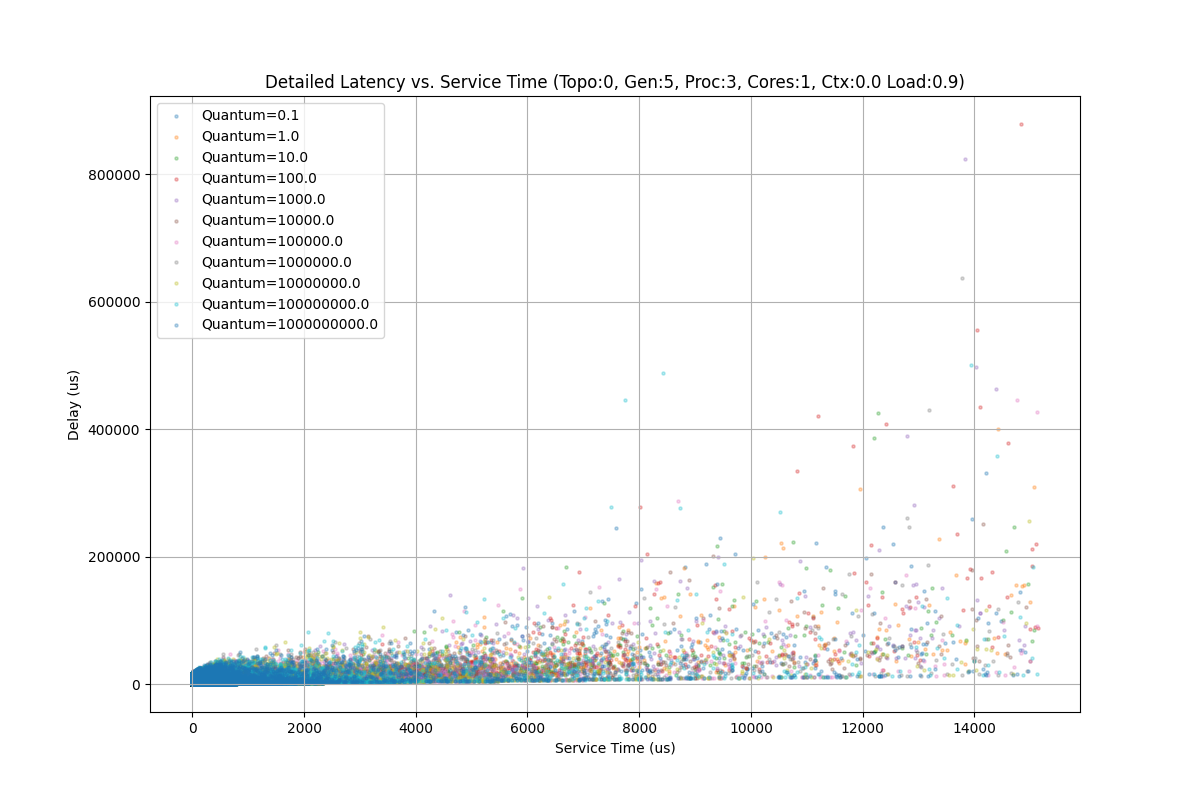 Detailed Latency vs. Service Time (Topo:0, Gen:5, Proc:3, Cores:1, Ctx:0.0 Load:0.9)
Quantum=0.1
Quantum=1.0
Quantum=10.0
Quantum=100.0
Quantum=1000.0
Quantum=10000.0
Quantum=100000.0
Quantum=1000000.0
Quantum=10000000.0
Quantum=100000000.0
Quantum=1000000000.0
Delay (us)
800000
600000
400000
200000
0
0 2000 4000 6000 8000 10000 12000 14000
Service Time (us)